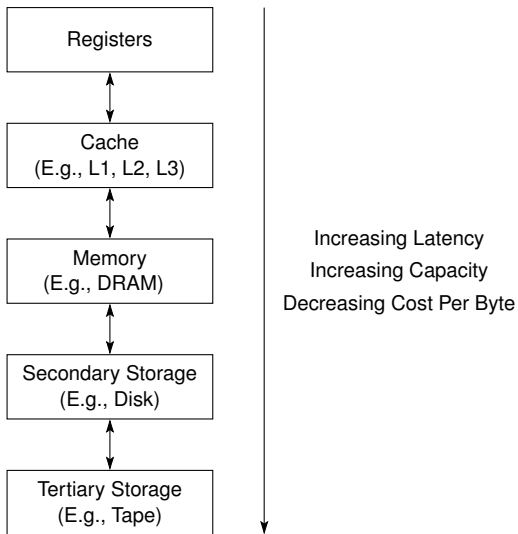 Registers
Cache
(E.g., L1, L2, L3)
Memory
(E.g., DRAM)
Secondary Storage
(E.g., Disk)
Tertiary Storage
(E.g., Tape)
Increasing Latency
Increasing Capacity
Decreasing Cost Per Byte